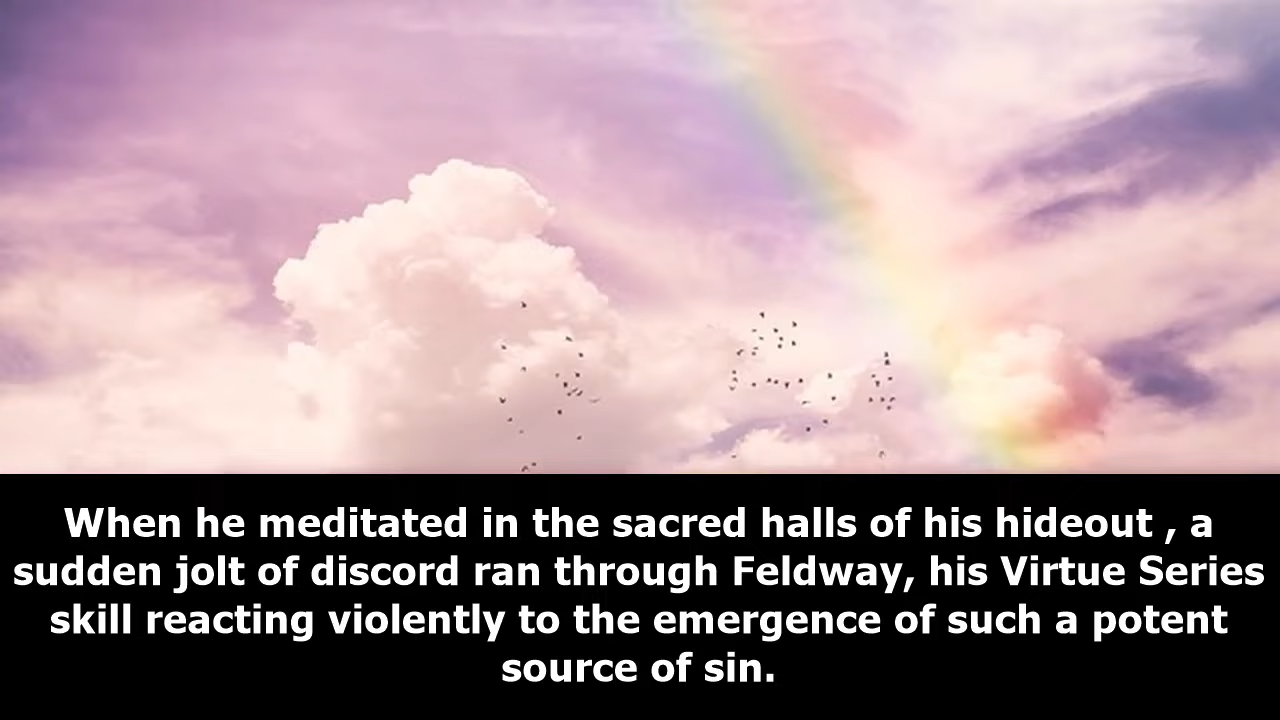 When he meditated in the sacred halls of his hideout , a
sudden jolt of discord ran through Feldway, his Virtue Series
skill reacting violently to the emergence of such a potent
source of sin.